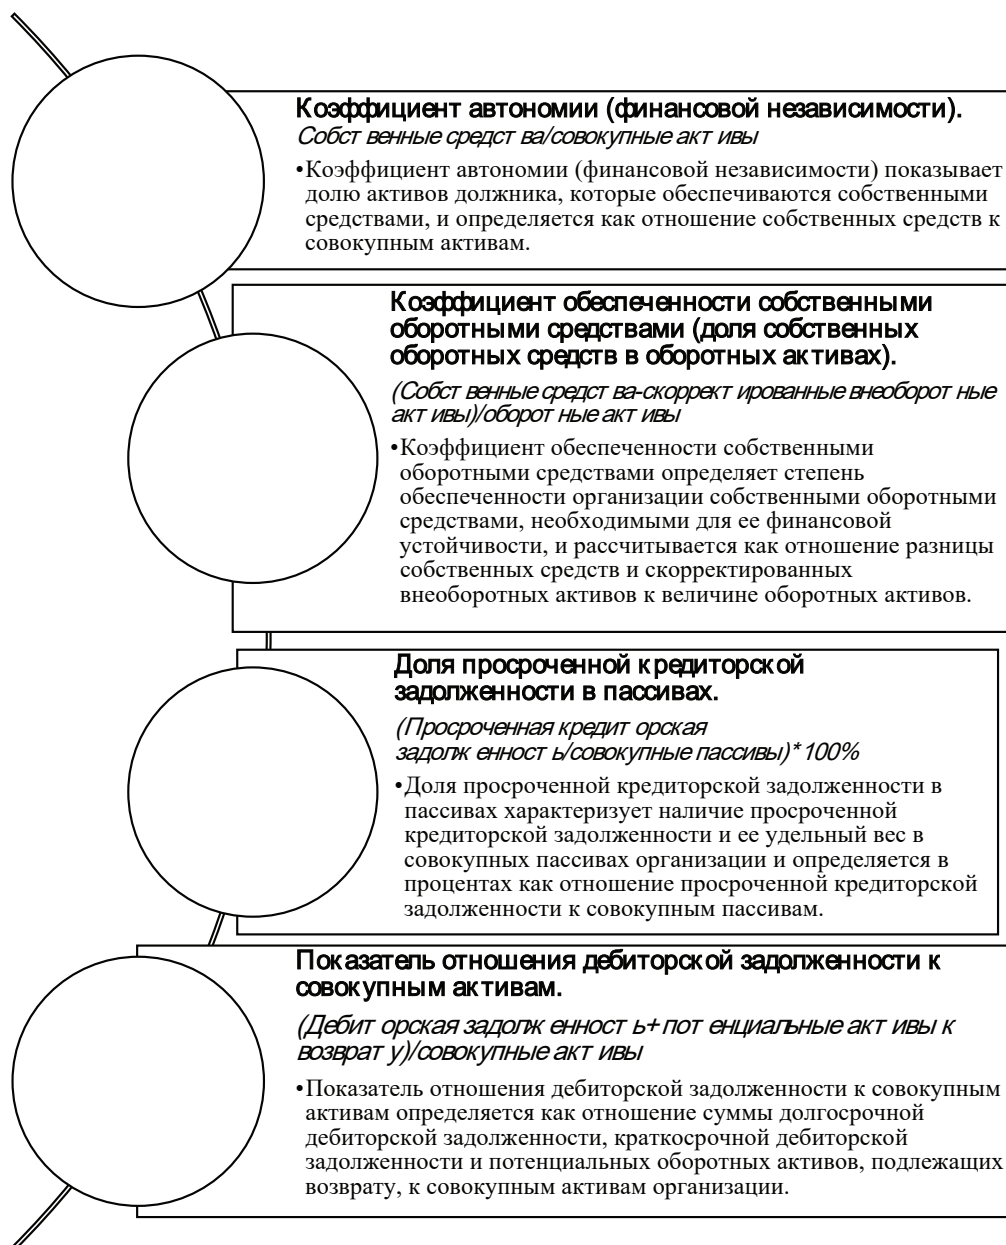 Коэффициент автономии (финансовой независимости).
Собственные средства/совокупные активы
•Коэффициент автономии (финансовой независимости) показывает
долю активов должника, которые обеспечиваются собственными
средствами, и определяется как отношение собственных средств к
совокупным активам.
Коэффициент обеспеченности собственными
оборотными средствами (доля собственных
оборотных средств в оборотных активах).
(Собственные средства-скорректированные внеоборотные
активы)/оборотные активы
•Коэффициент обеспеченности собственными
оборотными средствами определяет степень
обеспеченности организации собственными оборотными
средствами, необходимыми для ее финансовой
устойчивости, и рассчитывается как отношение разницы
собственных средств и скорректированных
внеоборотных активов к величине оборотных активов.
Доля просроченной кредиторской
задолженности в пассивах.
(Просроченная кредиторская
задолженность/совокупные пассивы)*100%
•Доля просроченной кредиторской задолженности в
пассивах характеризует наличие просроченной
кредиторской задолженности и ее удельный вес в
совокупных пассивах организации и определяется в
процентах как отношение просроченной кредиторской
задолженности к совокупным пассивам.
Показатель отношения дебиторской задолженности к
совокупным активам.
(Дебиторская задолженность+потенциальные активы к
возврату)/совокупные активы
•Показатель отношения дебиторской задолженности к совокупным
активам определяется как отношение суммы долгосрочной
дебиторской задолженности, краткосрочной дебиторской
задолженности и потенциальных оборотных активов, подлежащих
возврату, к совокупным активам организации.